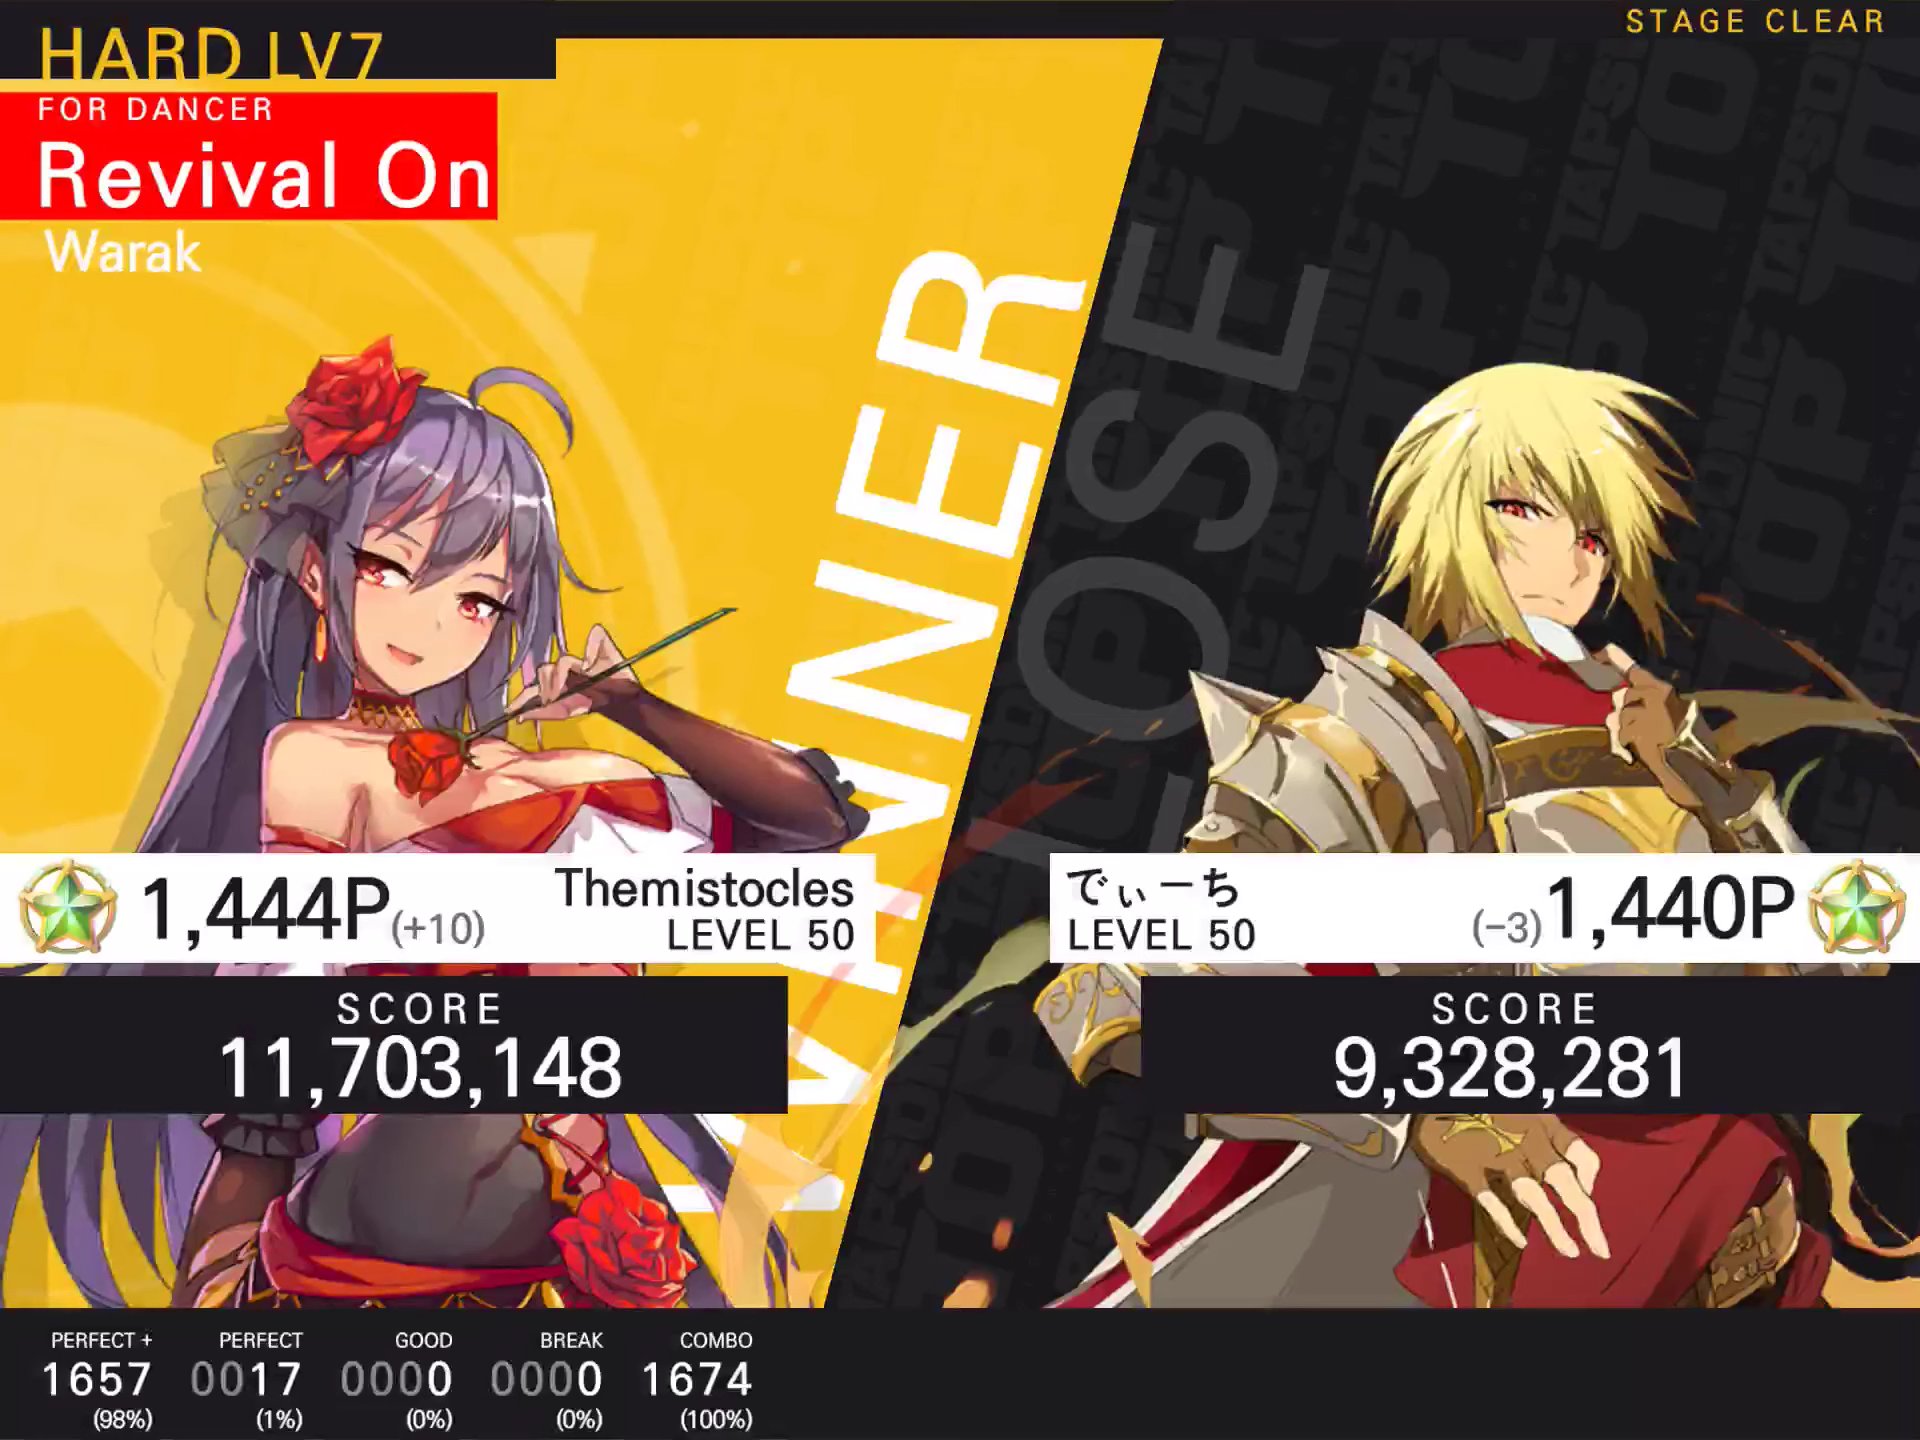 HARD LV7
STAGE CLEAR
FOR DANCER
Revival On
Warak
WINNER
LOSE
1,444P(+10)
Themistocles
LEVEL 50
でぃーち
LEVEL 50
(-3)1,440P
SCORE
11,703,148
SCORE
9,328,281
PERFECT + PERFECT GOOD BREAK COMBO
1657 0017 0000 0000 1674
(98%) (1%) (0%) (0%) (100%)